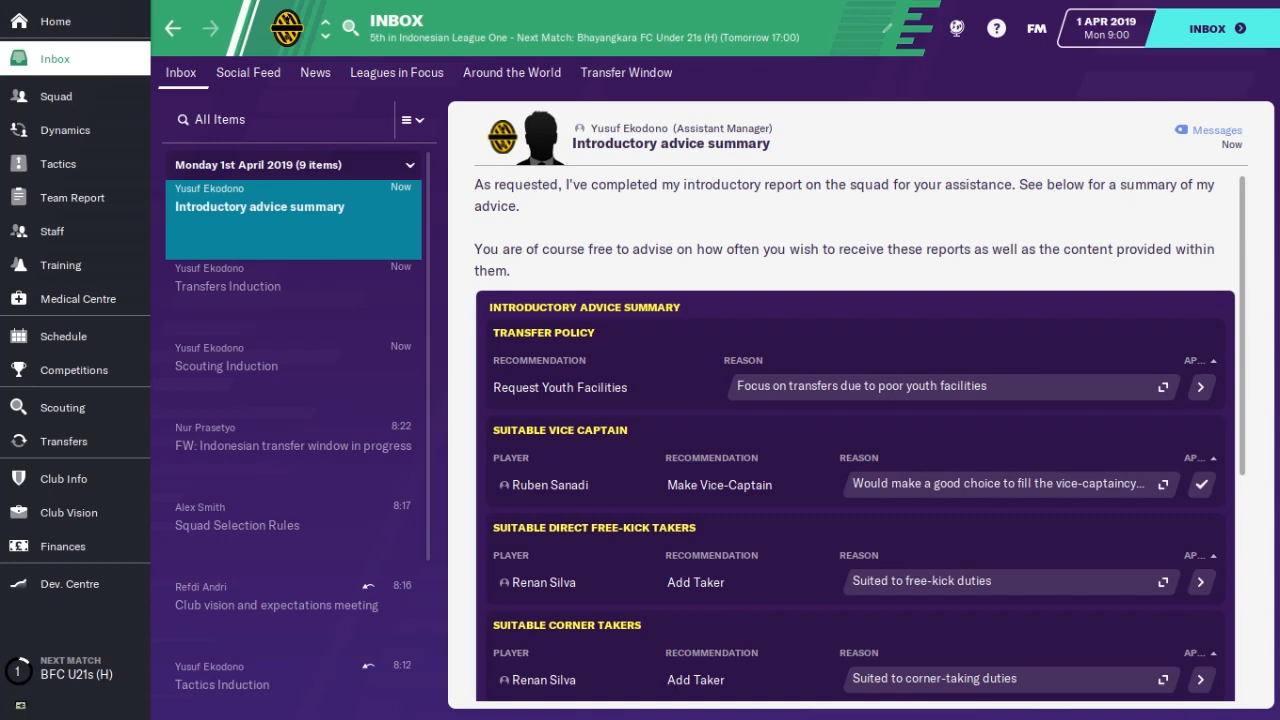 Home
Inbox
Squad
Dynamics
Tactics
Team Report
Staff
Training
Medical Centre
Schedule
Competitions
Scouting
Transfers
Club Info
Club Vision
Finances
Dev. Centre
1
NEXT MATCH
BFC U21s (H)
INBOX
5th in Indonesian League One - Next Match: Bhayangkara FC Under 21s (H) (Tomorrow 17:00)
?
FM
1 APR 2019
Mon 9:00
INBOX
Inbox
Social Feed
News
Leagues in Focus
Around the World
Transfer Window
All Items
Monday 1st April 2019 (9 items)
Yusuf Ekodono
Now
Introductory advice summary
Yusuf Ekodono
Now
Transfers Induction
Yusuf Ekodono
Now
Scouting Induction
Nur Prasetyo
8:22
FW: Indonesian transfer window in progress
Alex Smith
8:17
Squad Selection Rules
Refdi Andri
8:16
Club vision and expectations meeting
Yusuf Ekodono
8:12
Tactics Induction
Yusuf Ekodono (Assistant Manager)
Introductory advice summary
Messages
Now
As requested, I've completed my introductory report on the squad for your assistance. See below for a summary of my
advice.
You are of course free to advise on how often you wish to receive these reports as well as the content provided within
them.
INTRODUCTORY ADVICE SUMMARY
TRANSFER POLICY
RECOMMENDATION
REASON
AP...
Request Youth Facilities
Focus on transfers due to poor youth facilities
SUITABLE VICE CAPTAIN
PLAYER
RECOMMENDATION
REASON
AP...
Ruben Sanadi
Make Vice-Captain
Would make a good choice to fill the vice-captaincy...
SUITABLE DIRECT FREE-KICK TAKERS
PLAYER
RECOMMENDATION
REASON
AP...
Renan Silva
Add Taker
Suited to free-kick duties
SUITABLE CORNER TAKERS
PLAYER
RECOMMENDATION
REASON
AP...
Renan Silva
Add Taker
Suited to corner-taking duties